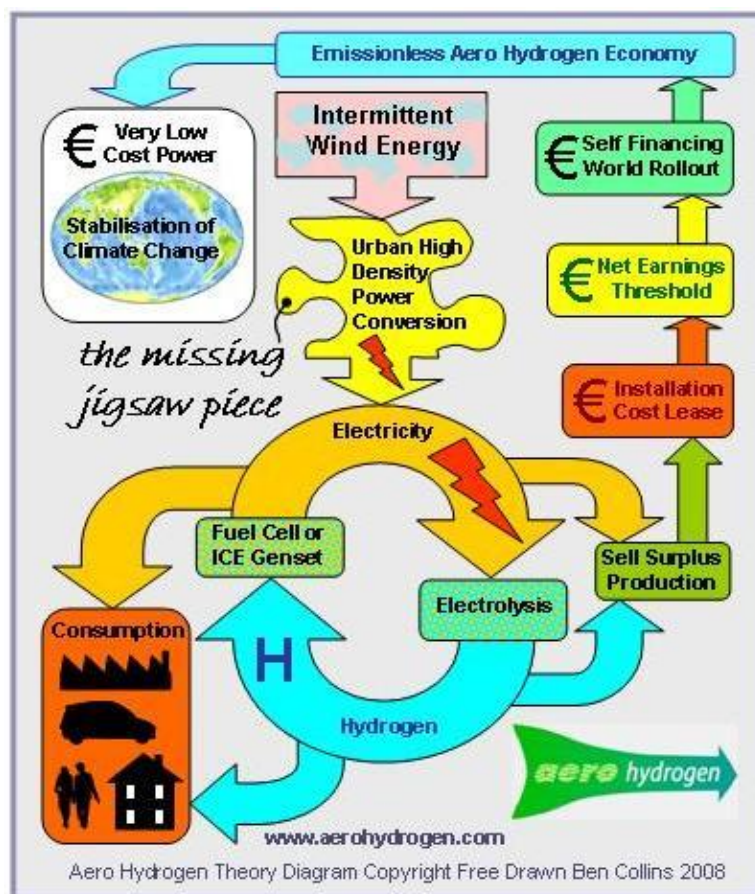 Emissionless Aero Hydrogen Economy
€ Very Low
Cost Power
Stabilisation of
Climate Change
Intermittent
Wind Energy
€ Self Financing
World Rollout
Urban High
Density
Power
Conversion
€ Net Earnings
Threshold
the missing
jigsaw piece
€ Installation
Cost Lease
Electricity
Fuel Cell or
ICE Genset
Sell Surplus
Production
Electrolysis
Consumption
H
Hydrogen
aero hydrogen
www.aerohydrogen.com
Aero Hydrogen Theory Diagram Copyright Free Drawn Ben Collins 2008